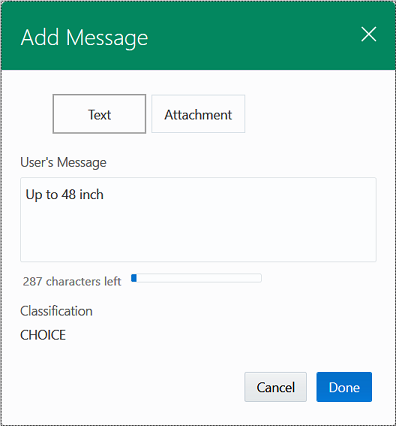 Add Message
Text
Attachment
User's Message
Up to 48 inch
287 characters left
Classification
CHOICE
Cancel
Done